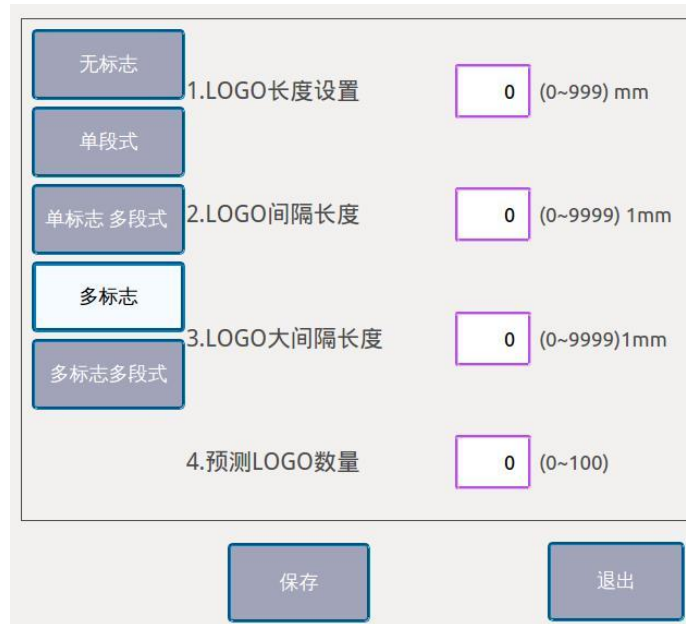 无标志
1.LOGO长度设置 0 (0~999) mm
单段式
单标志 多段式 2.LOGO间隔长度 0 (0~9999) 1mm
多标志
3.LOGO大间隔长度 0 (0~9999)1mm
多标志多段式
4.预测LOGO数量 0 (0~100)
保存 退出